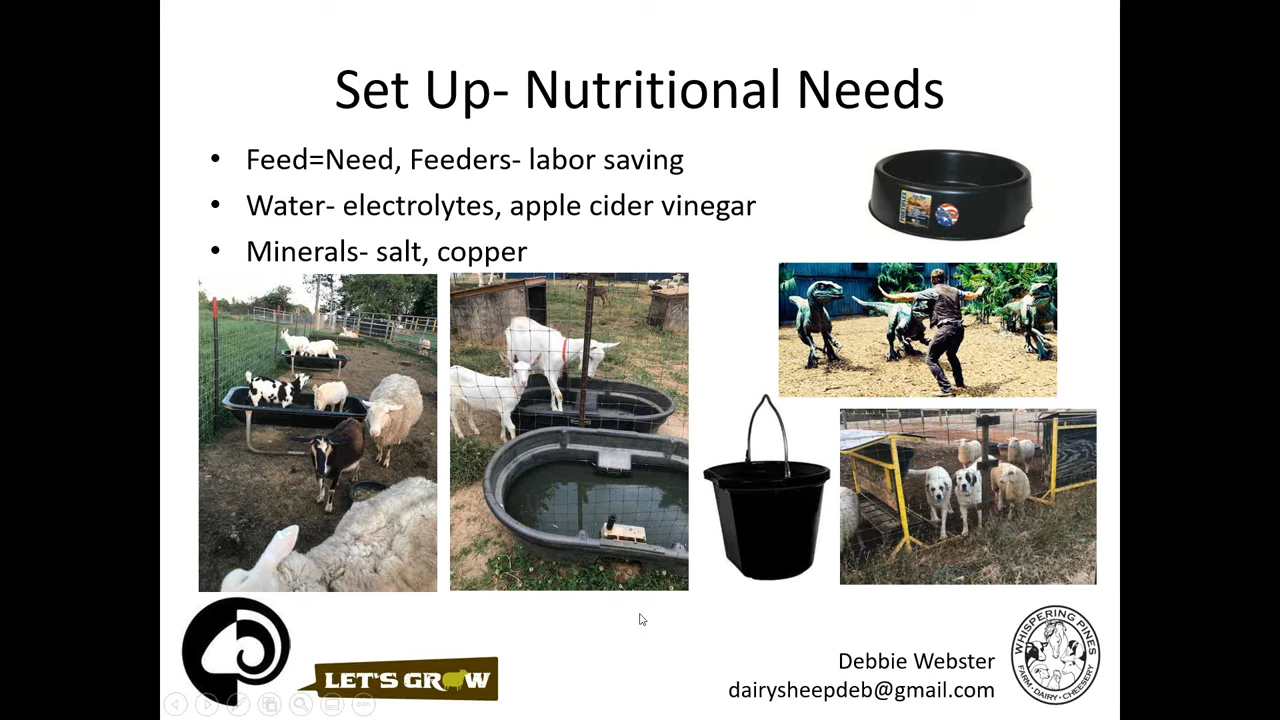 Set Up- Nutritional Needs
• Feed=Need, Feeders- labor saving
• Water- electrolytes, apple cider vinegar
• Minerals- salt, copper
LET'S GROW
Debbie Webster
dairysheepdeb@gmail.com
WHISPERING PINES
FARM • DAIRY • CHEESERY